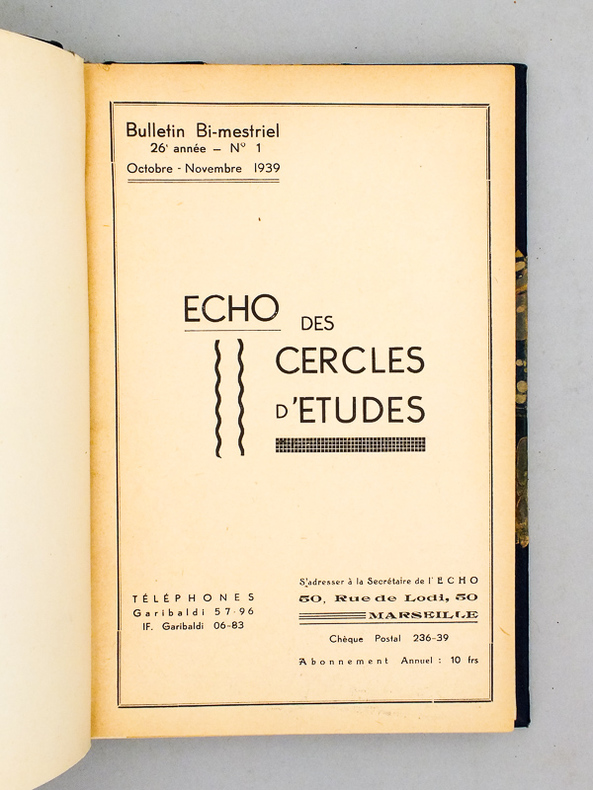 Bulletin Bi-mestriel
26e année — No 1
Octobre - Novembre 1939
ECHO DES
CERCLES
D'ETUDES
TÉLÉPHONES
Garibaldi 57-96
IF. Garibaldi 06-83
S'adresser à la Secrétaire de l'ECHO
50, Rue de Lodi, 50
MARSEILLE
Chèque Postal 236-39
Abonnement Annuel : 10 frs